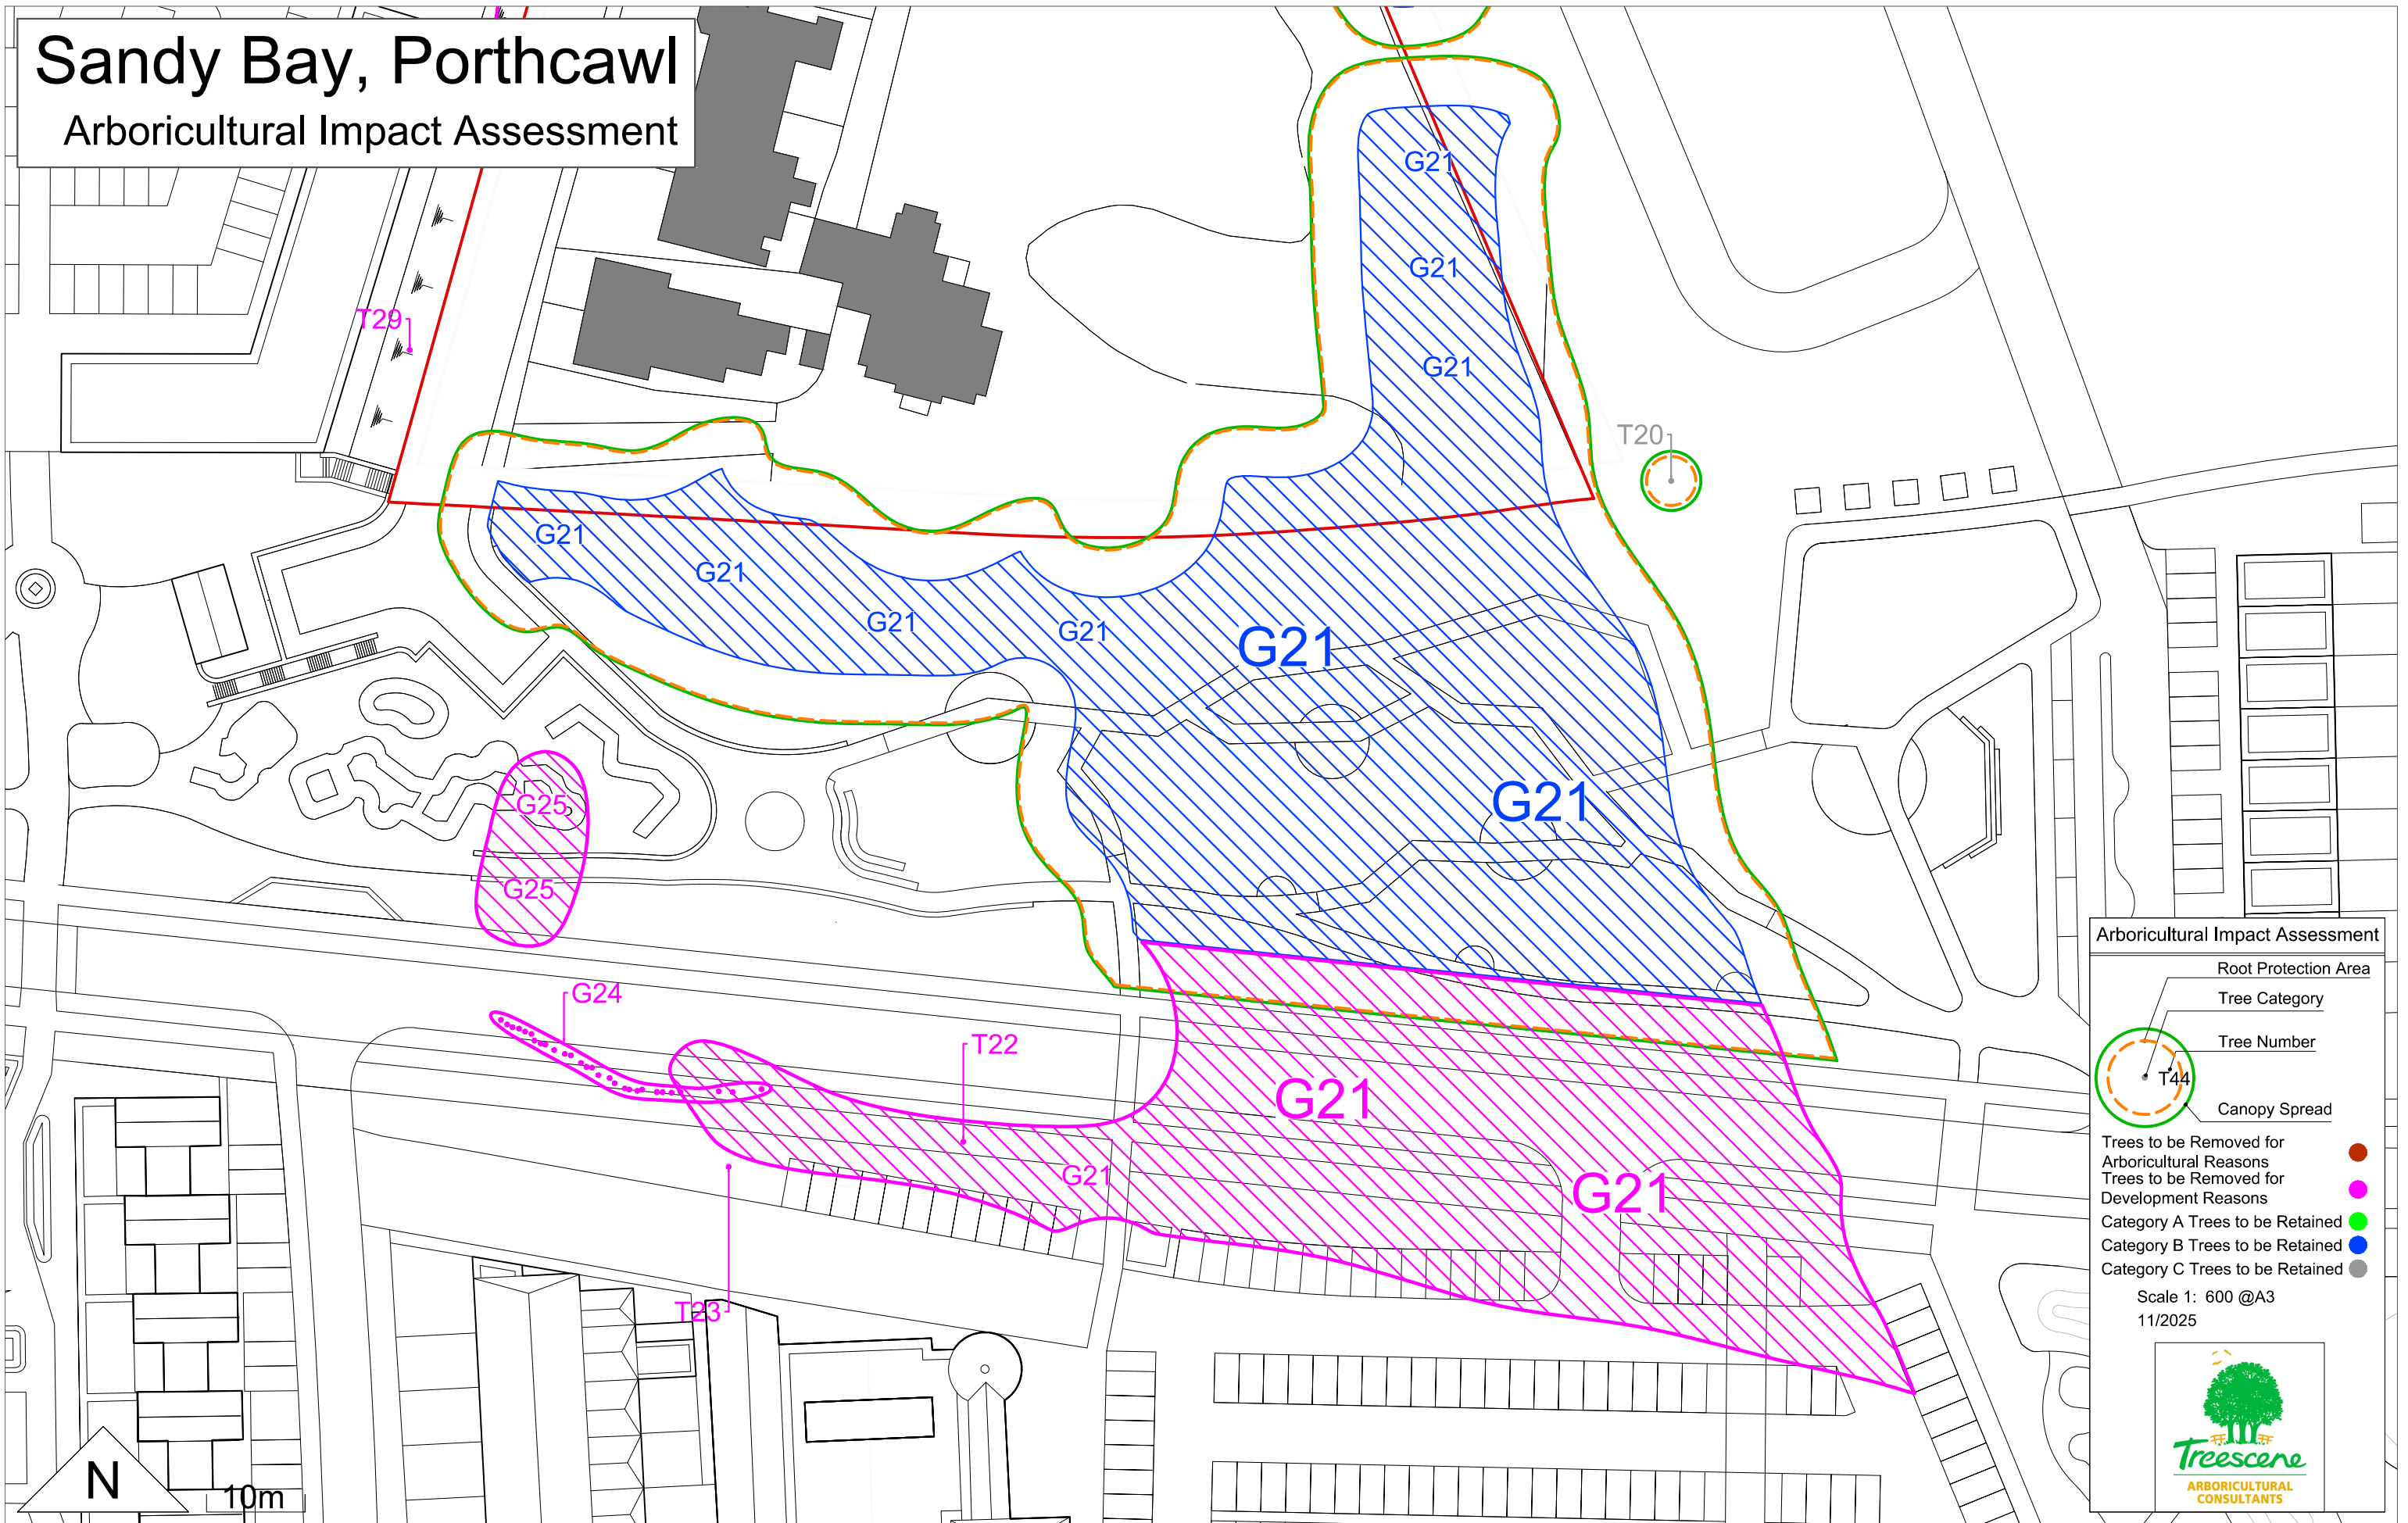 Sandy Bay, Porthcawl
Arboricultural Impact Assessment
G21
G21
T29
G21
T20
G21
G21
G21
G21
G21
G21
G25
G25
G24
T22
G21
G21
G21
T23
N
10m
Arboricultural Impact Assessment
Root Protection Area
Tree Category
Tree Number
T44
Canopy Spread
Trees to be Removed for
Arboricultural Reasons
Trees to be Removed for
Development Reasons
Category A Trees to be Retained
Category B Trees to be Retained
Category C Trees to be Retained
Scale 1: 600 @A3
11/2025
Treescene
ARBORICULTURAL
CONSULTANTS